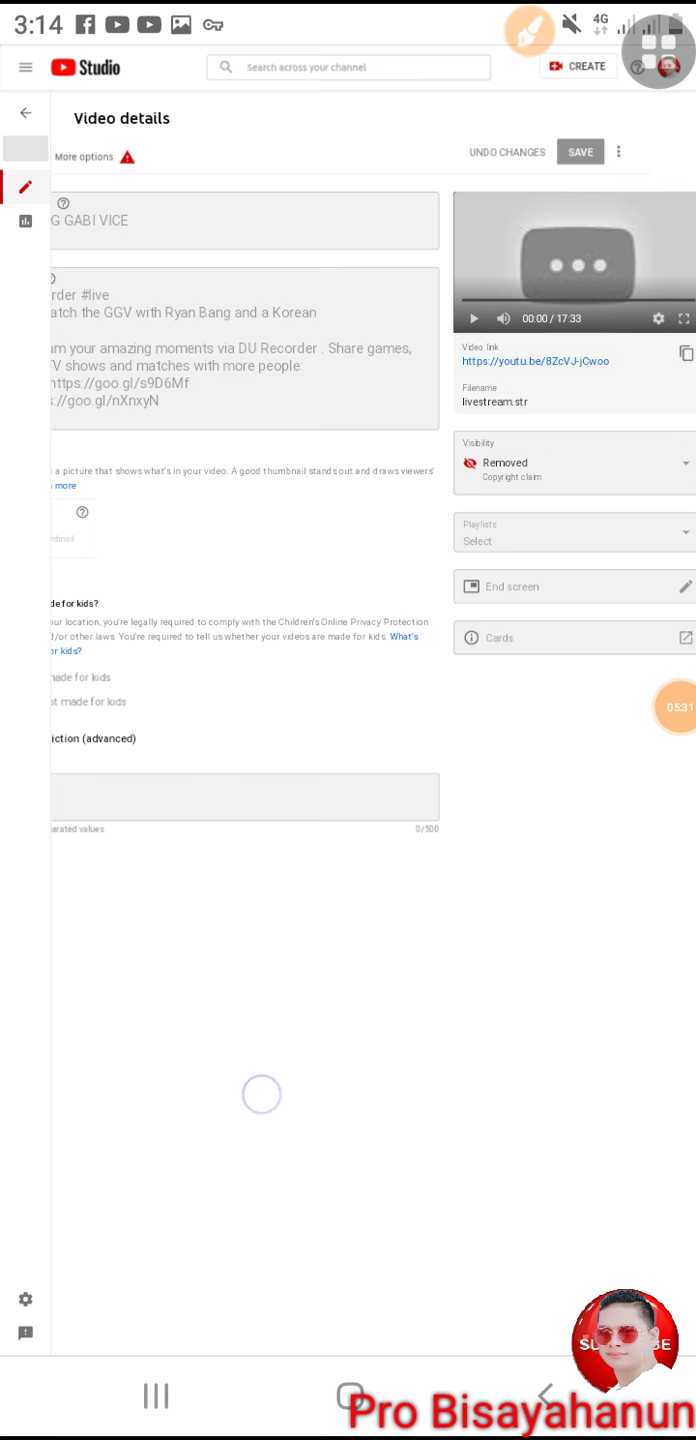 3:14
4G
Studio
Search across your channel
CREATE
Video details
More options
UNDO CHANGES
SAVE
G GABI VICE
rder #live
atch the GGV with Ryan Bang and a Korean
am your amazing moments via DU Recorder . Share games,
TV shows and matches with more people:
https://goo.gl/s9D6Mf
s://goo.gl/nXnxyN
00:00 / 17:33
Video link
https://youtu.be/8ZcVJ-jCwoo
Filename
livestream.str
Visibility
Removed
Copyright claim
a picture that shows what's in your video. A good thumbnail stands out and draws viewers'
more
mbnail
Playlists
Select
End screen
Cards
de for kids?
our location, you're legally required to comply with the Children's Online Privacy Protection
d/or other laws. You're required to tell us whether your videos are made for kids. What's
or kids?
made for kids
ot made for kids
05:31
iction (advanced)
arated values
0/500
SU BE
Pro Bisayahanun